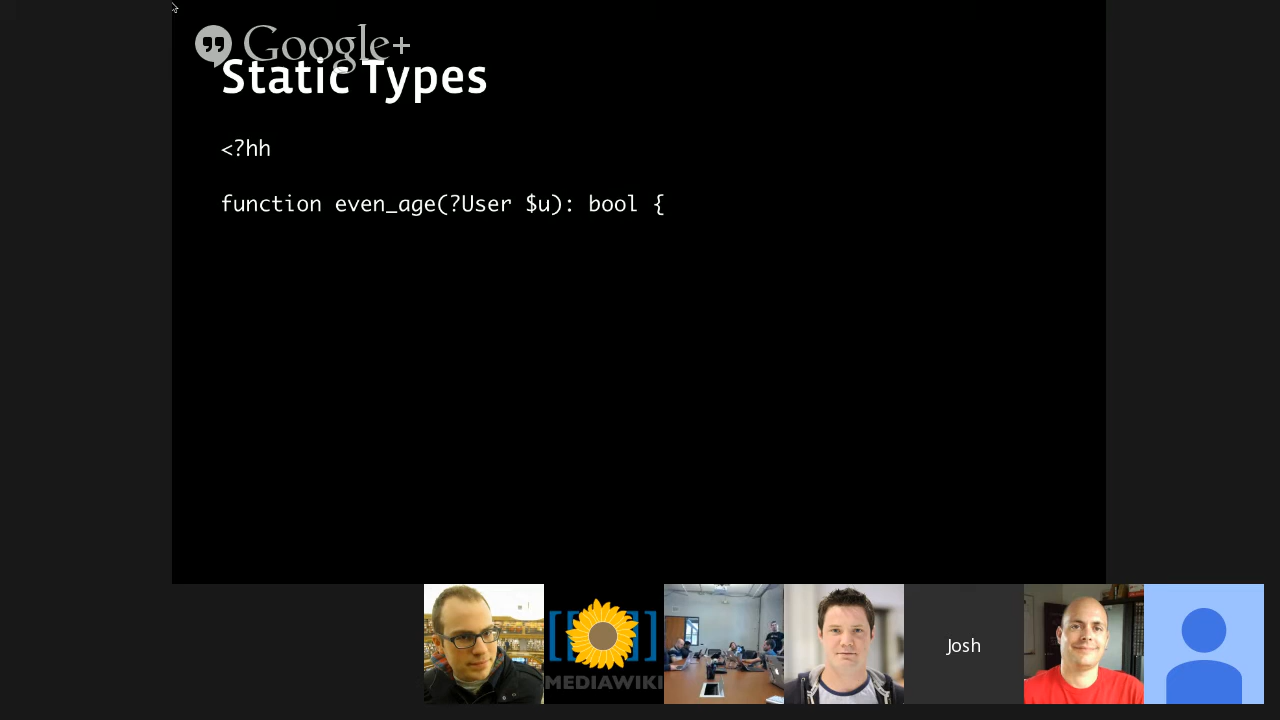 Google+
Static Types
<?hh
function even_age(?User $u): bool {
[[ ]]
MEDIAWIKI
Josh